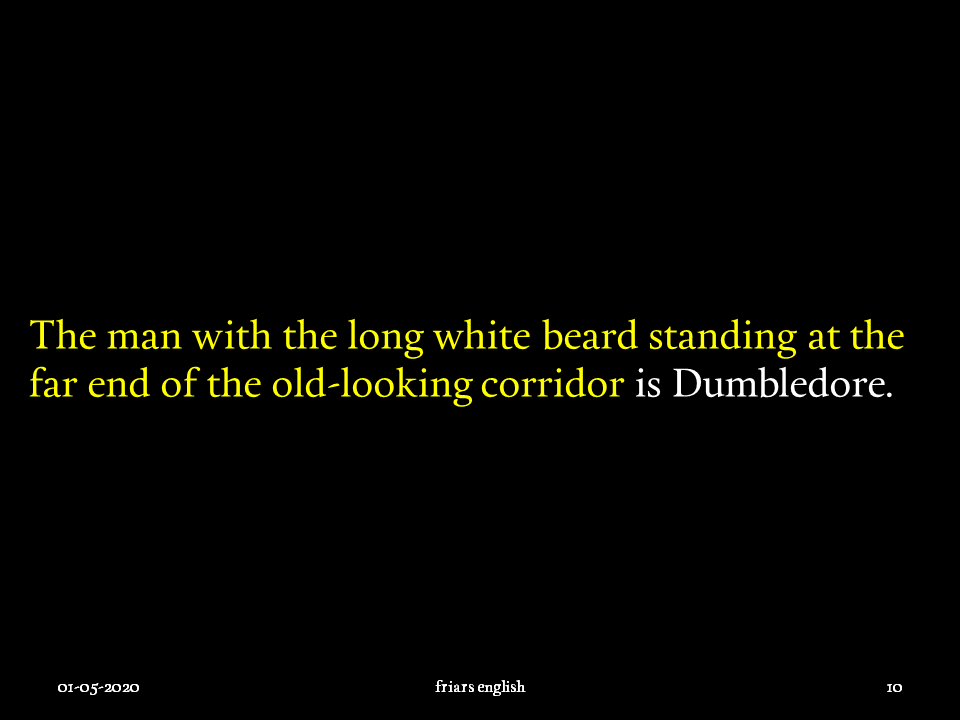 The man with the long white beard standing at the
far end of the old-looking corridor is Dumbledore.
01-05-2020 friars english 10